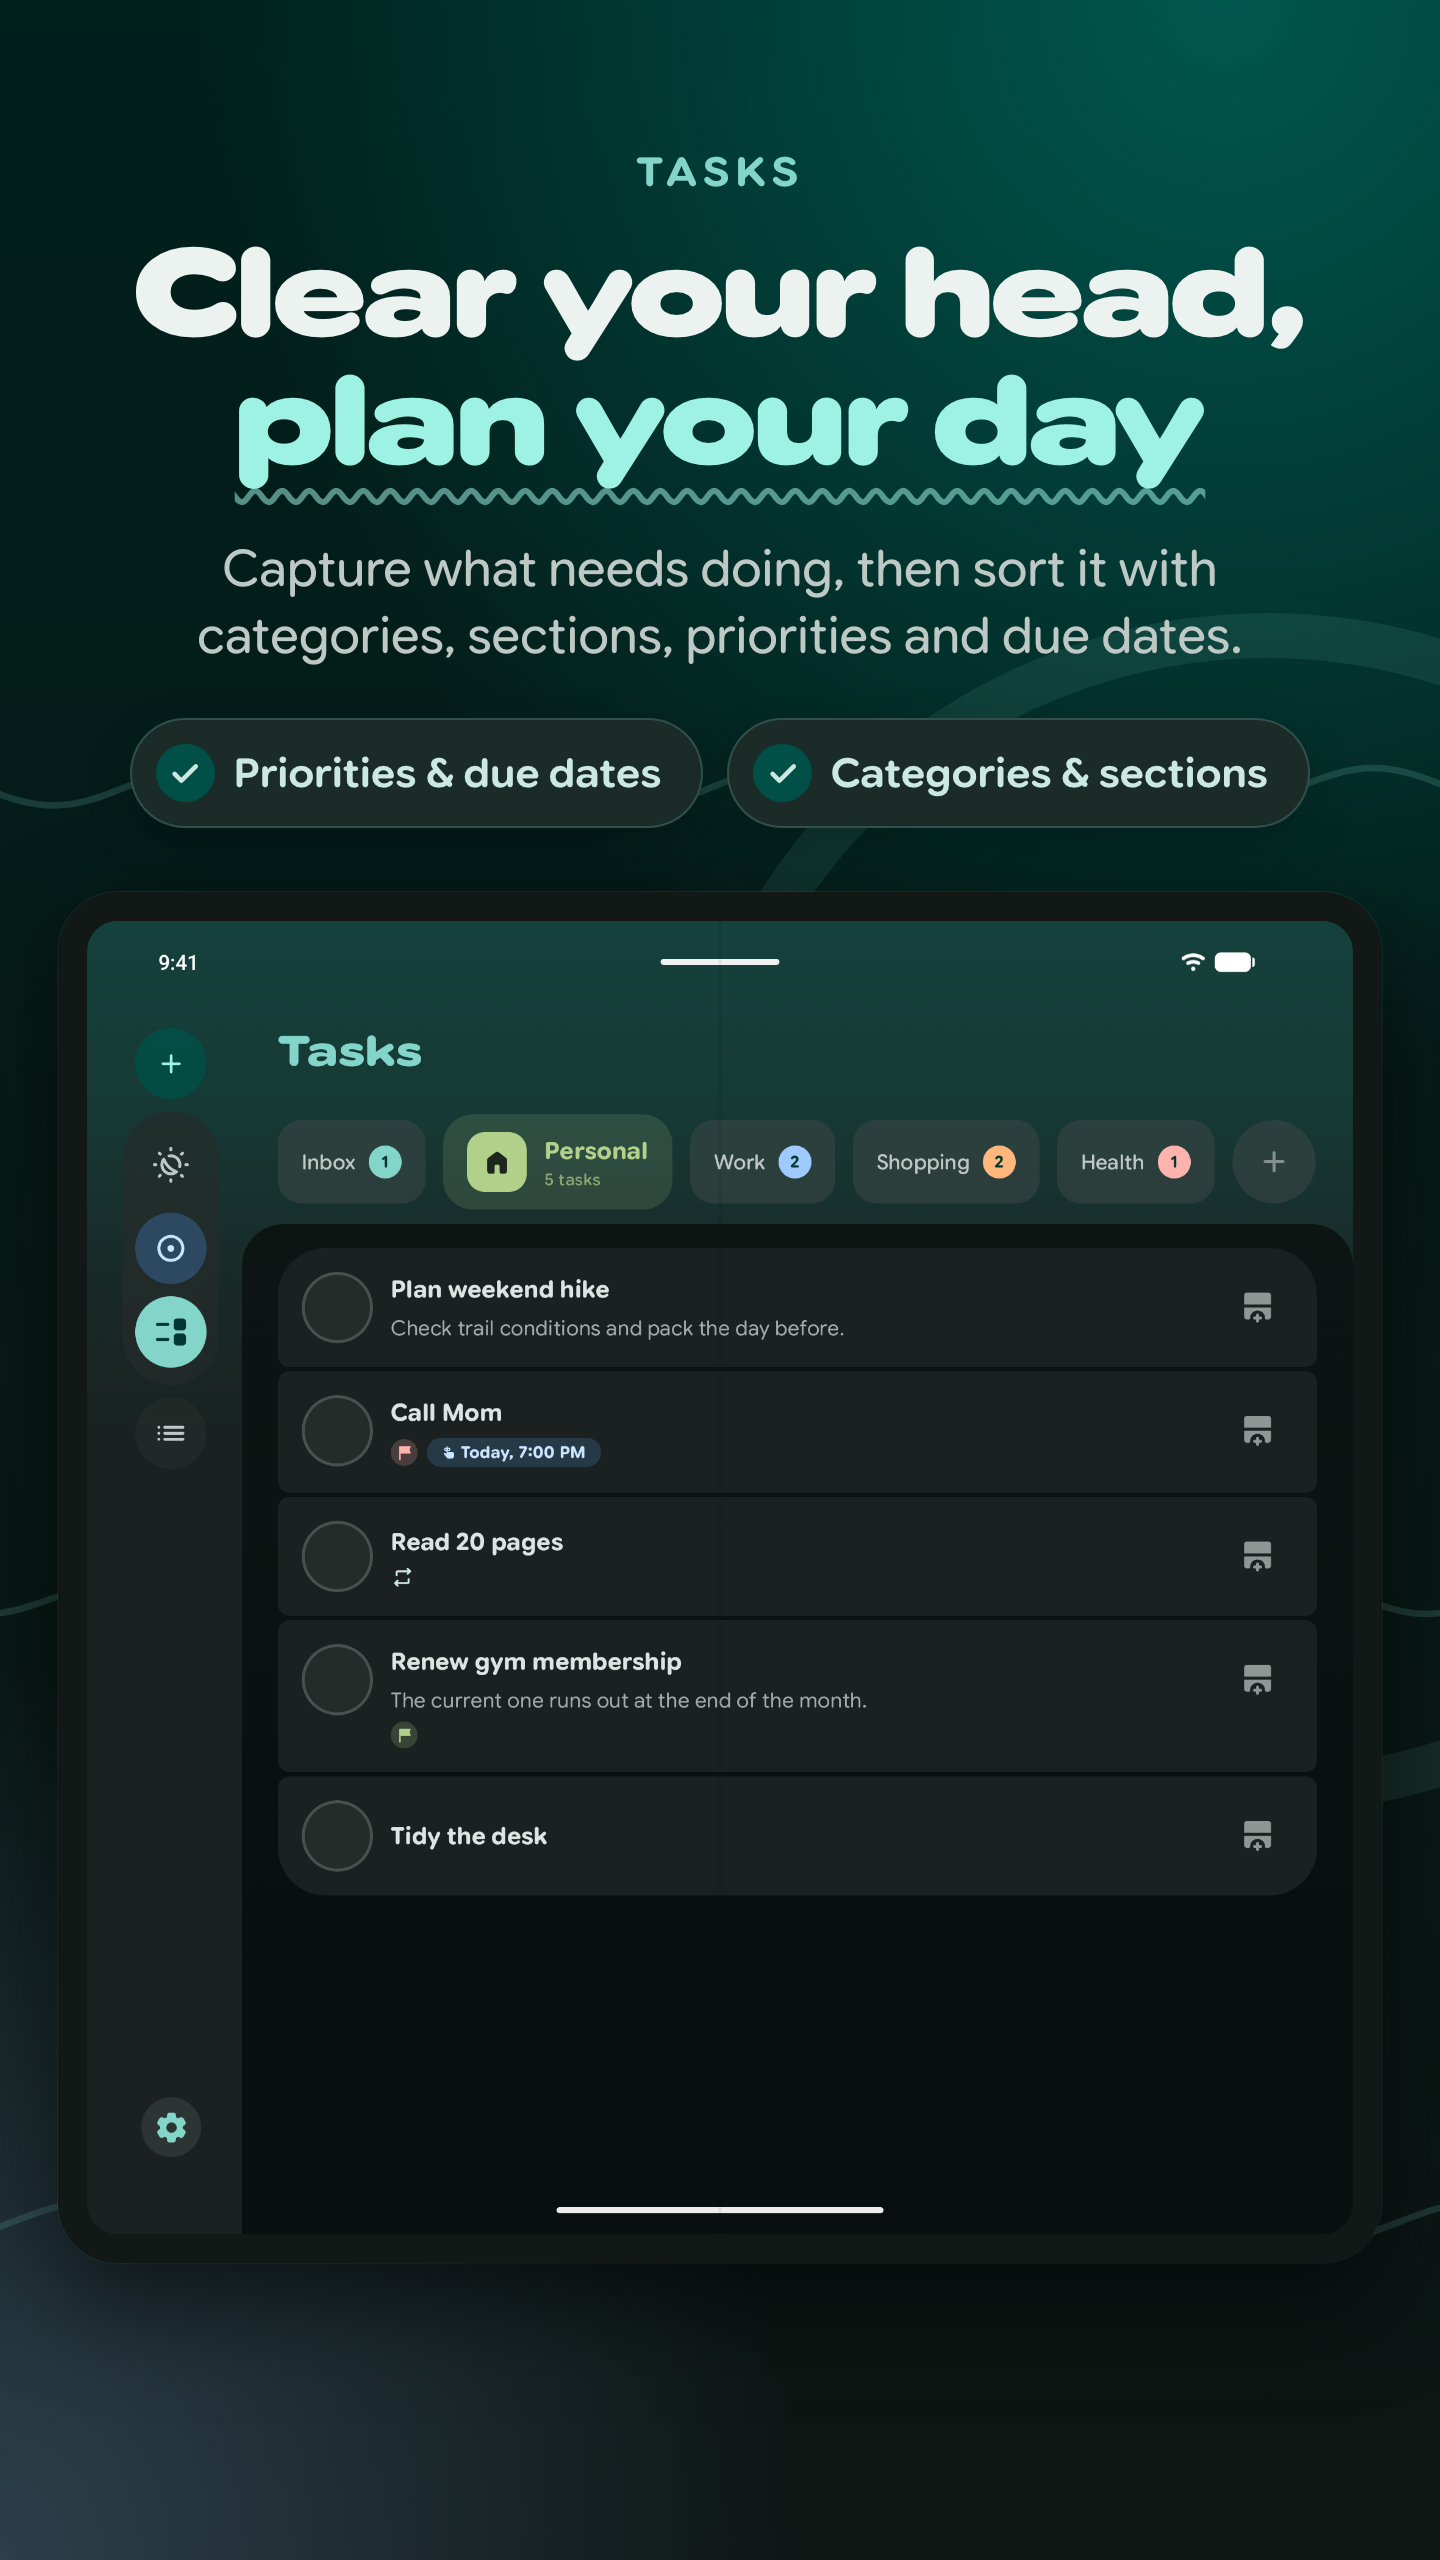 TASKS
Clear your head,
plan your day
Capture what needs doing, then sort it with
categories, sections, priorities and due dates.
Priorities & due dates
Categories & sections
9:41
Tasks
Inbox 1
Personal
5 tasks
Work 2
Shopping 2
Health 1
Plan weekend hike
Check trail conditions and pack the day before.
Call Mom
Today, 7:00 PM
Read 20 pages
Renew gym membership
The current one runs out at the end of the month.
Tidy the desk